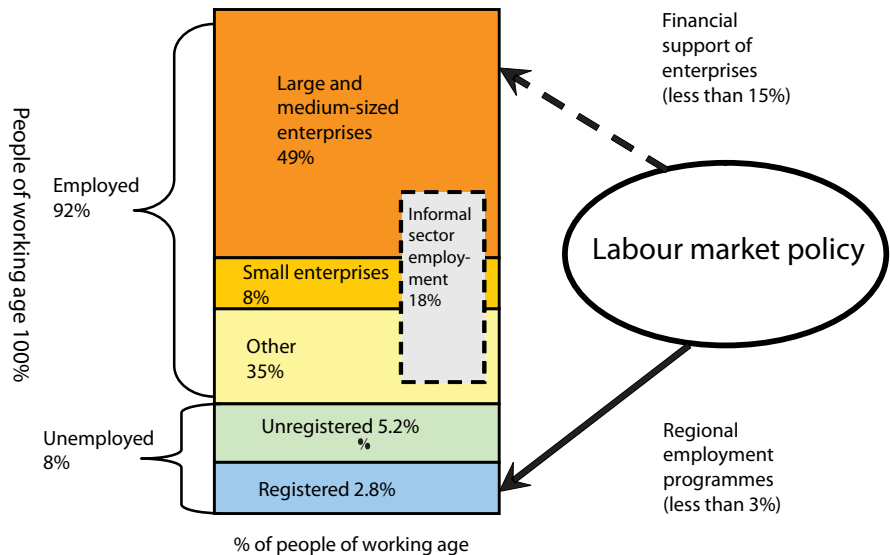 People of working age 100%
Employed
92%
Unemployed
8%
Large and
medium-sized
enterprises
49%
Informal
sector
employ-
ment
18%
Small enterprises
8%
Other
35%
Unregistered 5.2%
%
Registered 2.8%
% of people of working age
Financial
support of
enterprises
(less than 15%)
Labour market policy
Regional
employment
programmes
(less than 3%)